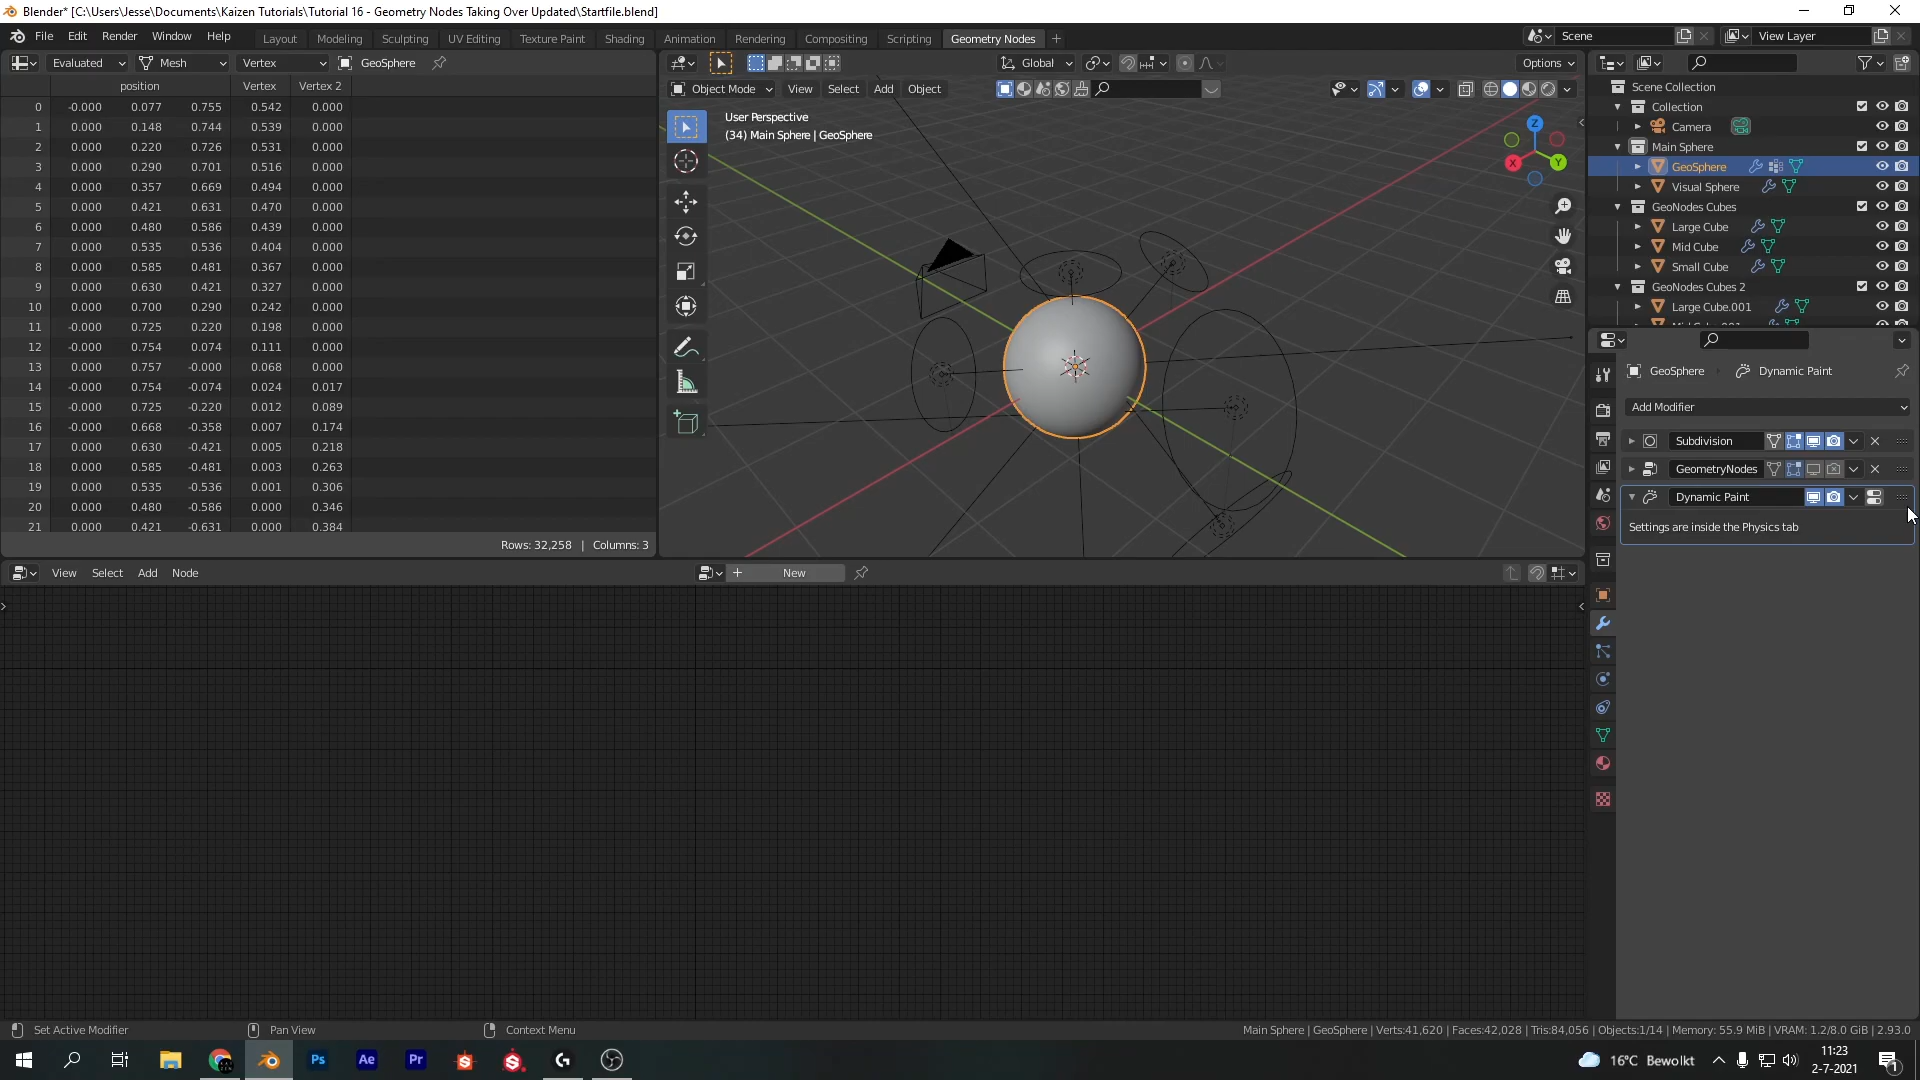 Blender* [C:\Users\Jesse\Documents\Kaizen Tutorials\Tutorial 16 - Geometry Nodes Taking Over Updated\Startfile.blend]
File Edit Render Window Help Layout Modeling Sculpting UV Editing Texture Paint Shading Animation Rendering Compositing Scripting Geometry Nodes + Scene View Layer
Evaluated Mesh Vertex GeoSphere
Global Options
position Vertex Vertex 2
0 -0.000 0.077 0.755 0.542 0.000
1 0.000 0.148 0.744 0.539 0.000
2 0.000 0.220 0.726 0.531 0.000
3 0.000 0.290 0.701 0.516 0.000
4 0.000 0.357 0.669 0.494 0.000
5 0.000 0.421 0.631 0.470 0.000
6 0.000 0.480 0.586 0.439 0.000
7 0.000 0.535 0.536 0.404 0.000
8 0.000 0.585 0.481 0.367 0.000
9 0.000 0.630 0.421 0.327 0.000
10 0.000 0.700 0.290 0.242 0.000
11 -0.000 0.725 0.220 0.198 0.000
12 -0.000 0.754 0.074 0.111 0.000
13 0.000 0.757 -0.000 0.068 0.000
14 -0.000 0.754 -0.074 0.024 0.017
15 -0.000 0.725 -0.220 0.012 0.089
16 -0.000 0.668 -0.358 0.007 0.174
17 0.000 0.630 -0.421 0.005 0.218
18 0.000 0.585 -0.481 0.003 0.263
19 0.000 0.535 -0.536 0.001 0.306
20 0.000 0.480 -0.586 0.000 0.346
21 0.000 0.421 -0.631 0.000 0.384
Rows: 32,258 | Columns: 3
Object Mode View Select Add Object
User Perspective
(34) Main Sphere | GeoSphere
Z
X
Y
Scene Collection
Collection
Camera
Main Sphere
GeoSphere
Visual Sphere
GeoNodes Cubes
Large Cube
Mid Cube
Small Cube
GeoNodes Cubes 2
Large Cube.001
GeoSphere Dynamic Paint
Add Modifier
Subdivision
GeometryNodes
Dynamic Paint
Settings are inside the Physics tab
View Select Add Node + New
Set Active Modifier Pan View Context Menu
Main Sphere | GeoSphere | Verts:41,620 | Faces:42,028 | Tris:84,056 | Objects:1/14 | Memory: 55.9 MiB | VRAM: 1.2/8.0 GiB | 2.93.0
Ps Ae Pr
16°C Bewolkt
11:23
2-7-2021
1